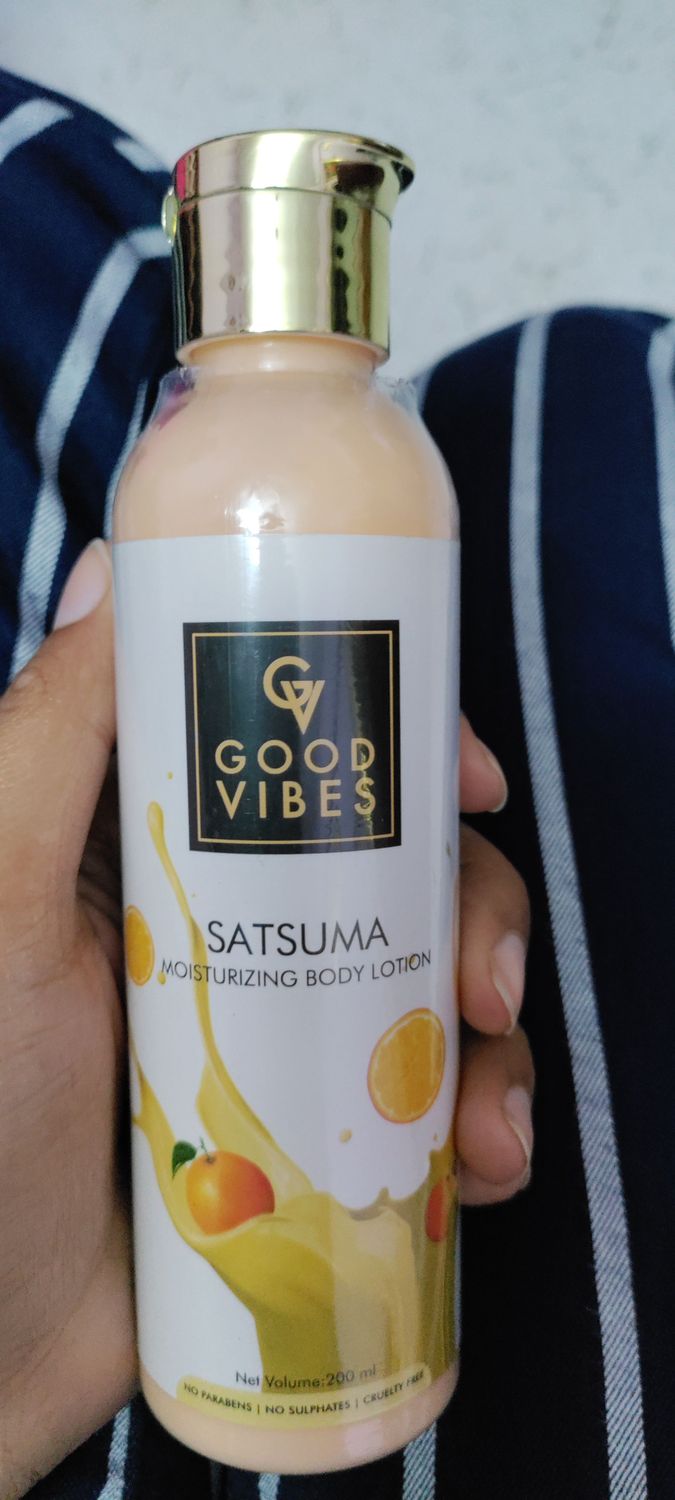 GV
GOOD
VIBES
SATSUMA
MOISTURIZING BODY LOTION
Net Volume:200 ml
NO PARABENS | NO SULPHATES | CRUELTY FREE